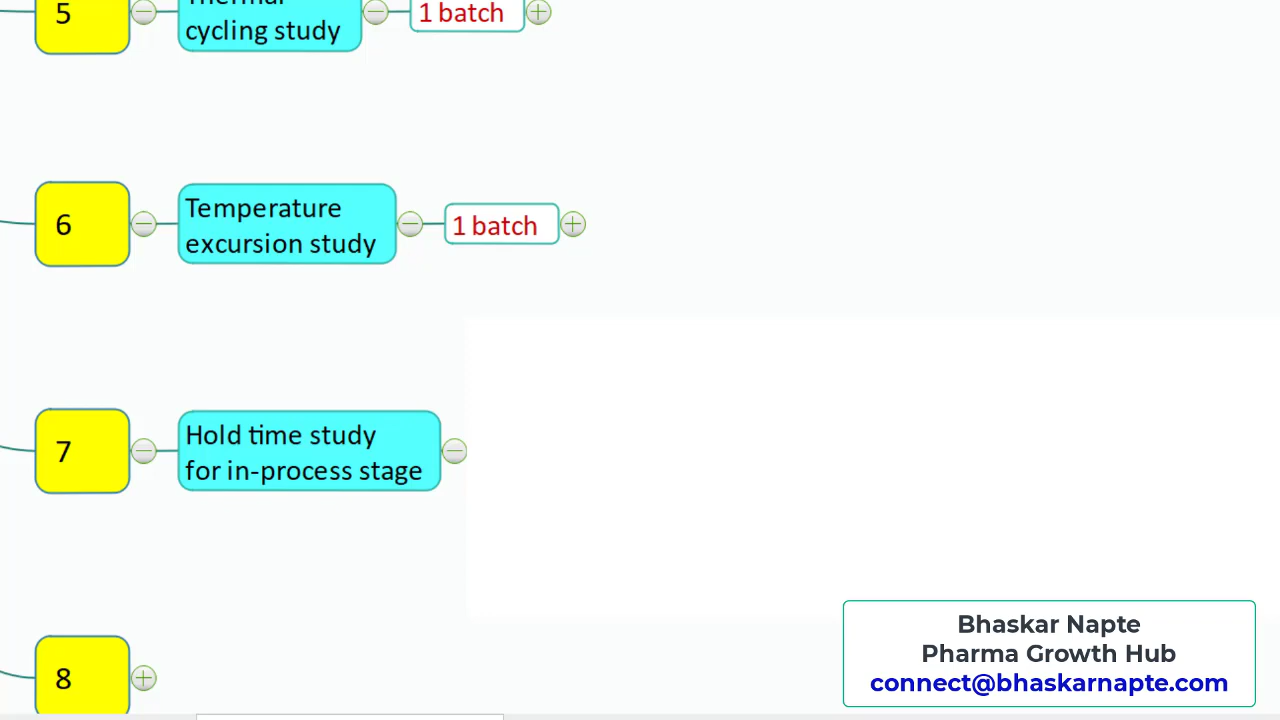 5
Thermal
cycling study
1 batch
6
Temperature
excursion study
1 batch
7
Hold time study
for in-process stage
8
Bhaskar Napte
Pharma Growth Hub
connect@bhaskarnapte.com